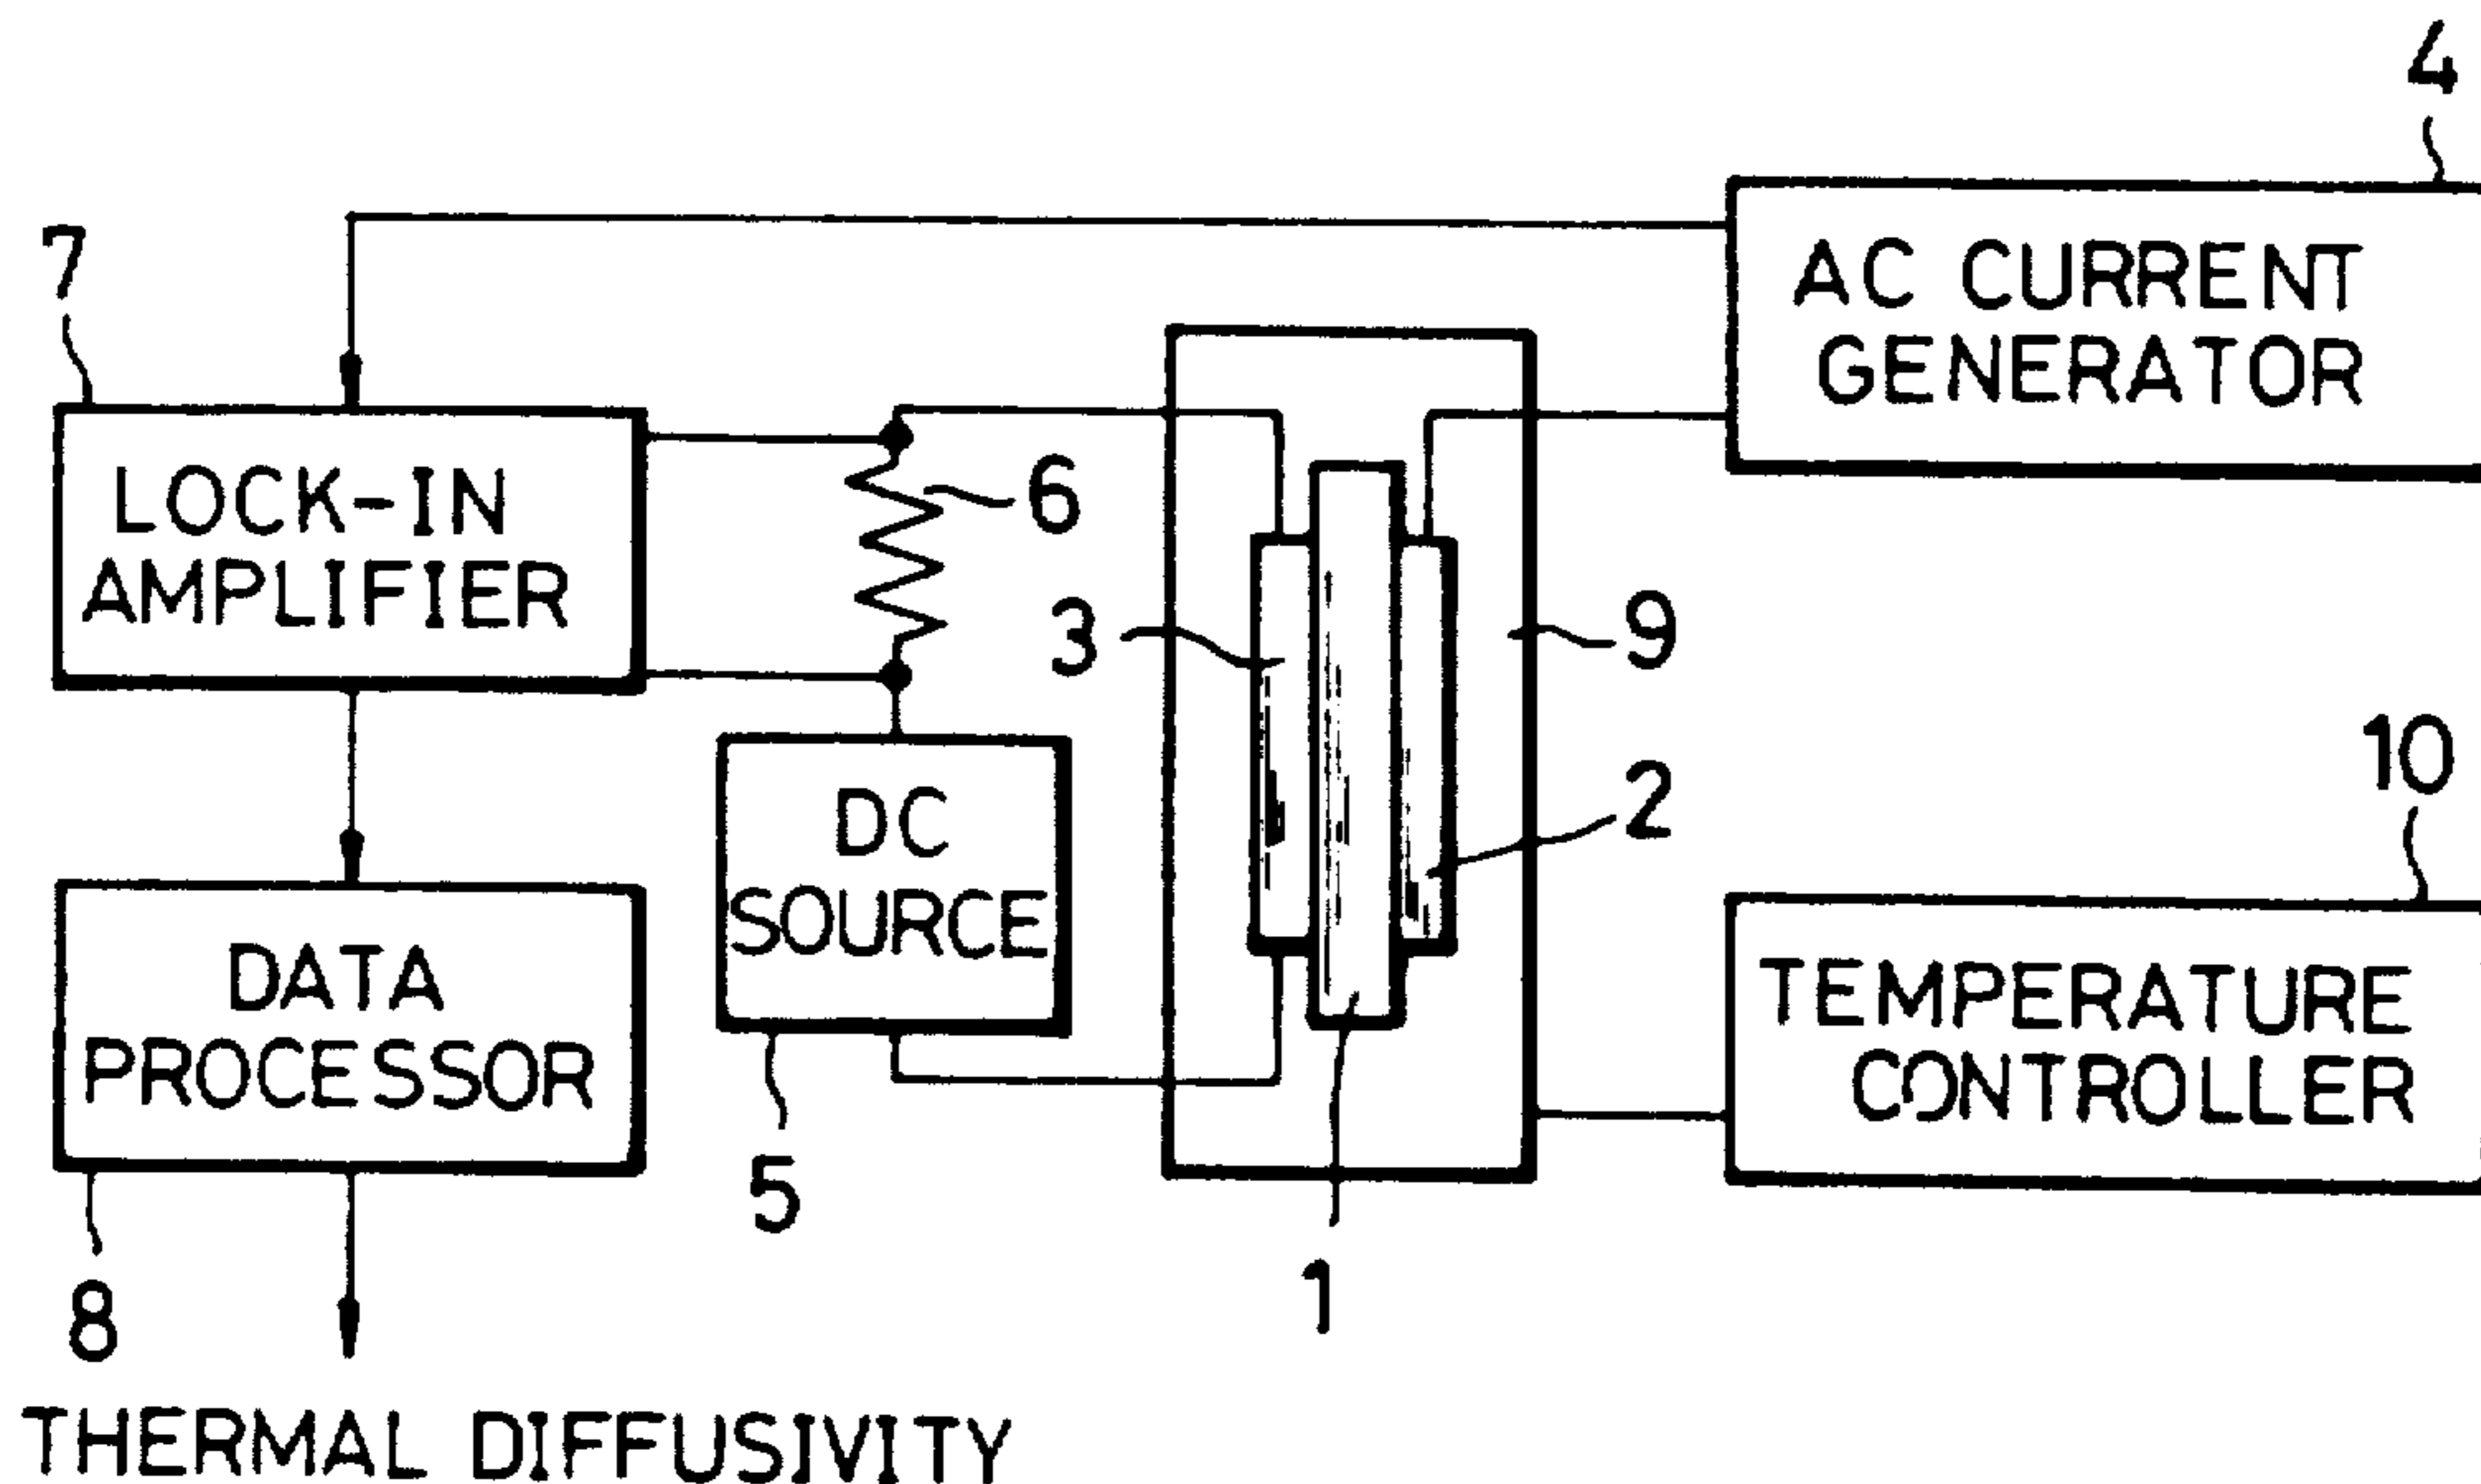 4
AC CURRENT
GENERATOR
7
LOCK-IN
AMPLIFIER
6
3
9
DC
SOURCE
2
10
DATA
PROCESSOR
TEMPERATURE
CONTROLLER
5
8
1
THERMAL DIFFUSIVITY